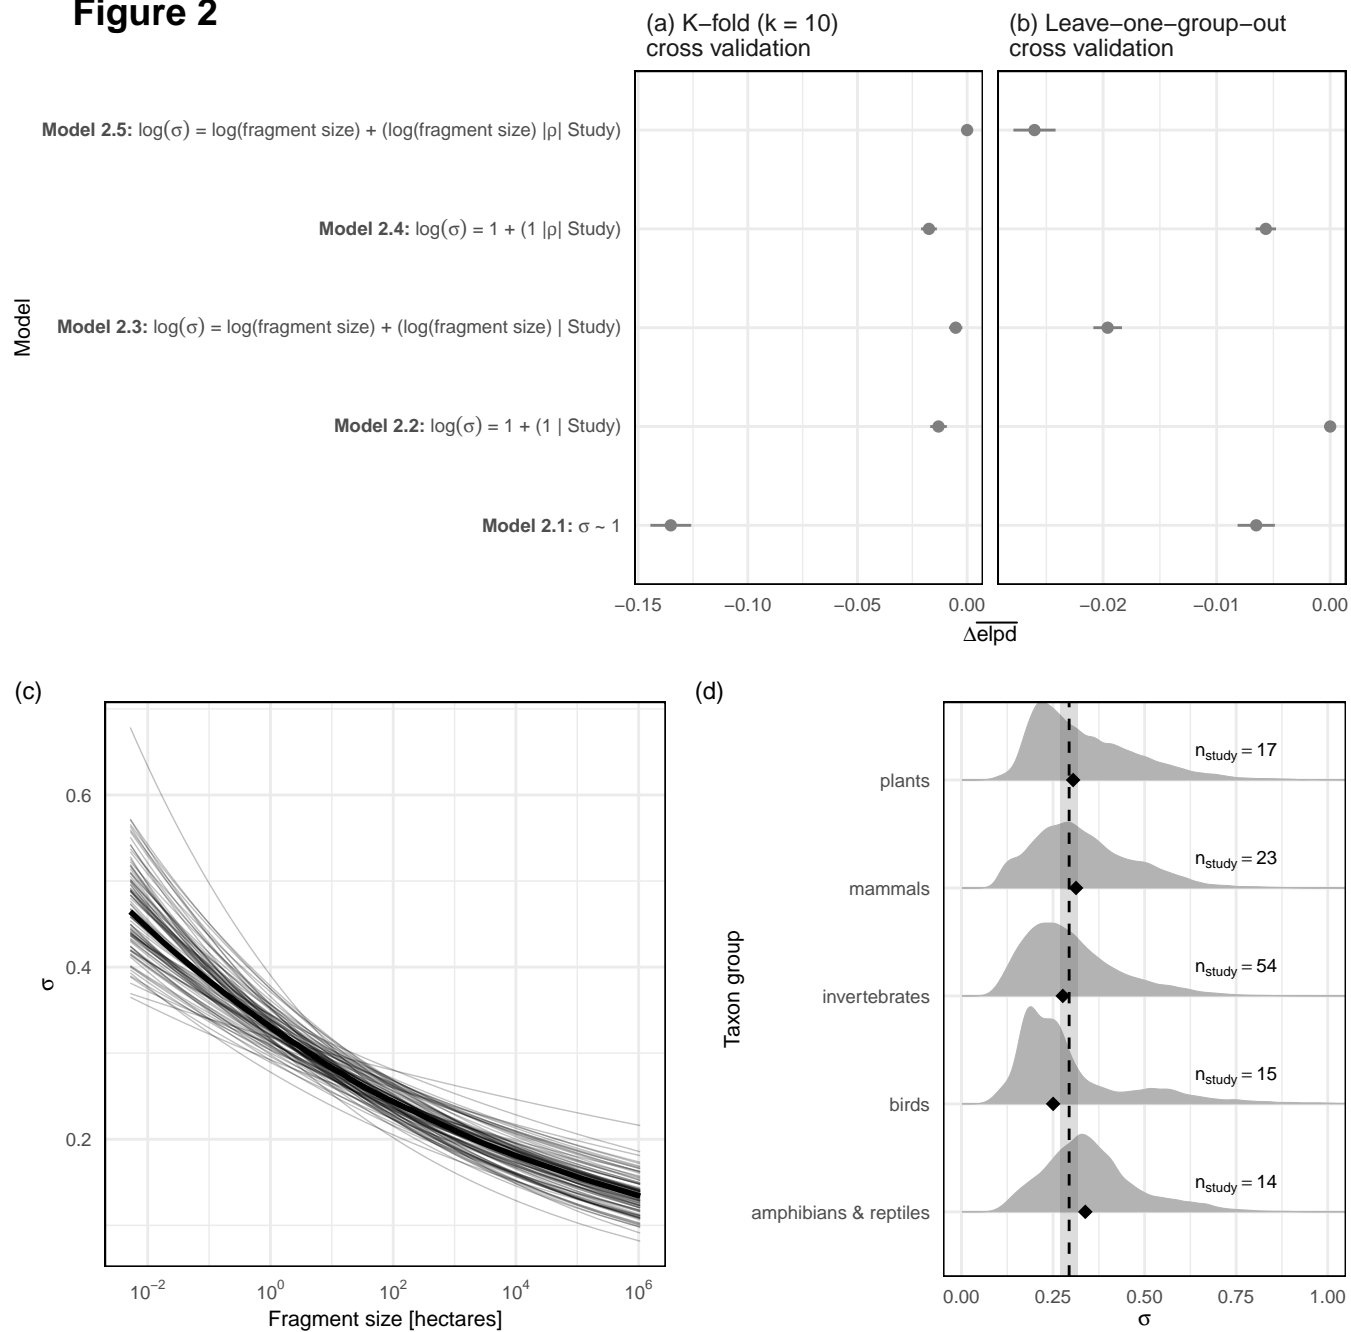 Figure 2
(a) K−fold (k = 10)
cross validation
(b) Leave−one−group−out
cross validation
Model
Model 2.5: log(σ) = log(fragment size) + (log(fragment size) |ρ| Study)
Model 2.4: log(σ) = 1 + (1 |ρ| Study)
Model 2.3: log(σ) = log(fragment size) + (log(fragment size) | Study)
Model 2.2: log(σ) = 1 + (1 | Study)
Model 2.1: σ ~ 1
−0.15 −0.10 −0.05 0.00
−0.02 −0.01 0.00
Δelpd
(c)
σ
0.6
0.4
0.2
10−2 100 102 104 106
Fragment size [hectares]
(d)
Taxon group
plants
nstudy = 17
mammals
nstudy = 23
invertebrates
nstudy = 54
birds
nstudy = 15
amphibians & reptiles
nstudy = 14
0.00 0.25 0.50 0.75 1.00
σ